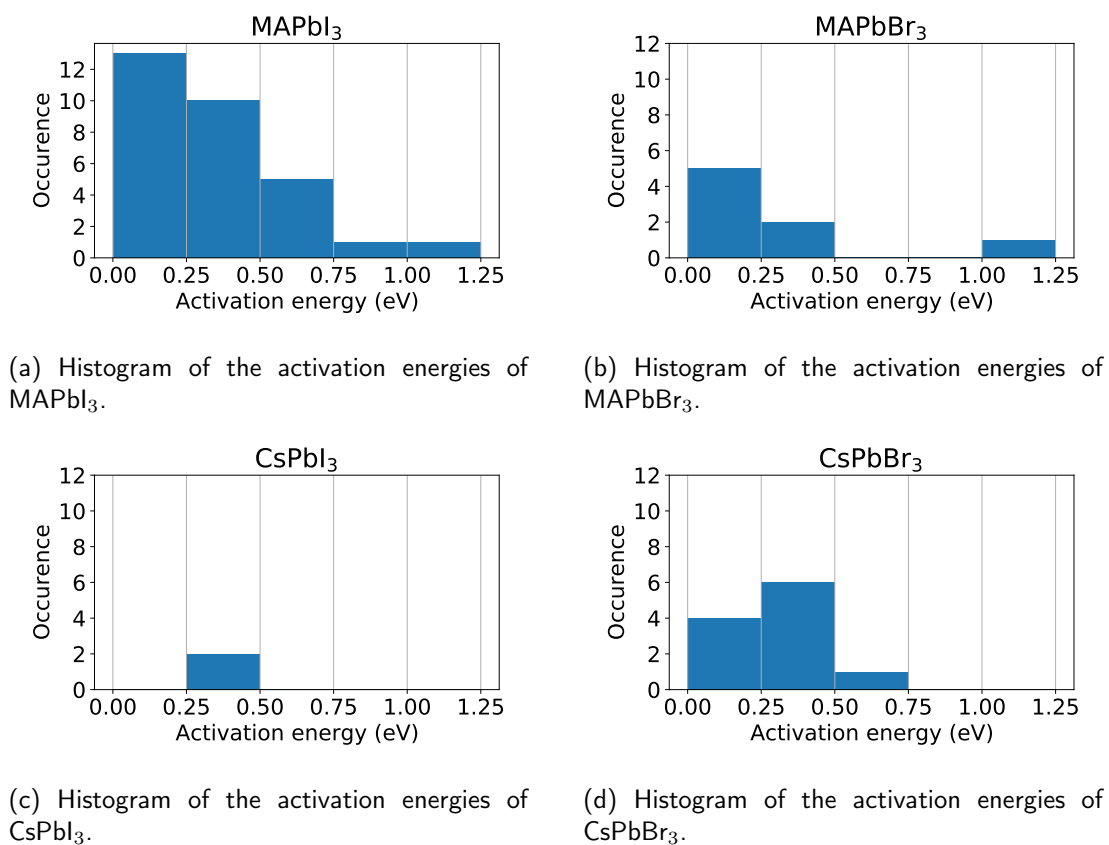 MAPbI₃
12
10
8
6
4
2
0
Occurence
0.00 0.25 0.50 0.75 1.00 1.25
Activation energy (eV)
(a) Histogram of the activation energies of
MAPbI₃.
MAPbBr₃
12
10
8
6
4
2
0
Occurence
0.00 0.25 0.50 0.75 1.00 1.25
Activation energy (eV)
(b) Histogram of the activation energies of
MAPbBr₃.
CsPbI₃
12
10
8
6
4
2
0
Occurence
0.00 0.25 0.50 0.75 1.00 1.25
Activation energy (eV)
(c) Histogram of the activation energies of
CsPbI₃.
CsPbBr₃
12
10
8
6
4
2
0
Occurence
0.00 0.25 0.50 0.75 1.00 1.25
Activation energy (eV)
(d) Histogram of the activation energies of
CsPbBr₃.